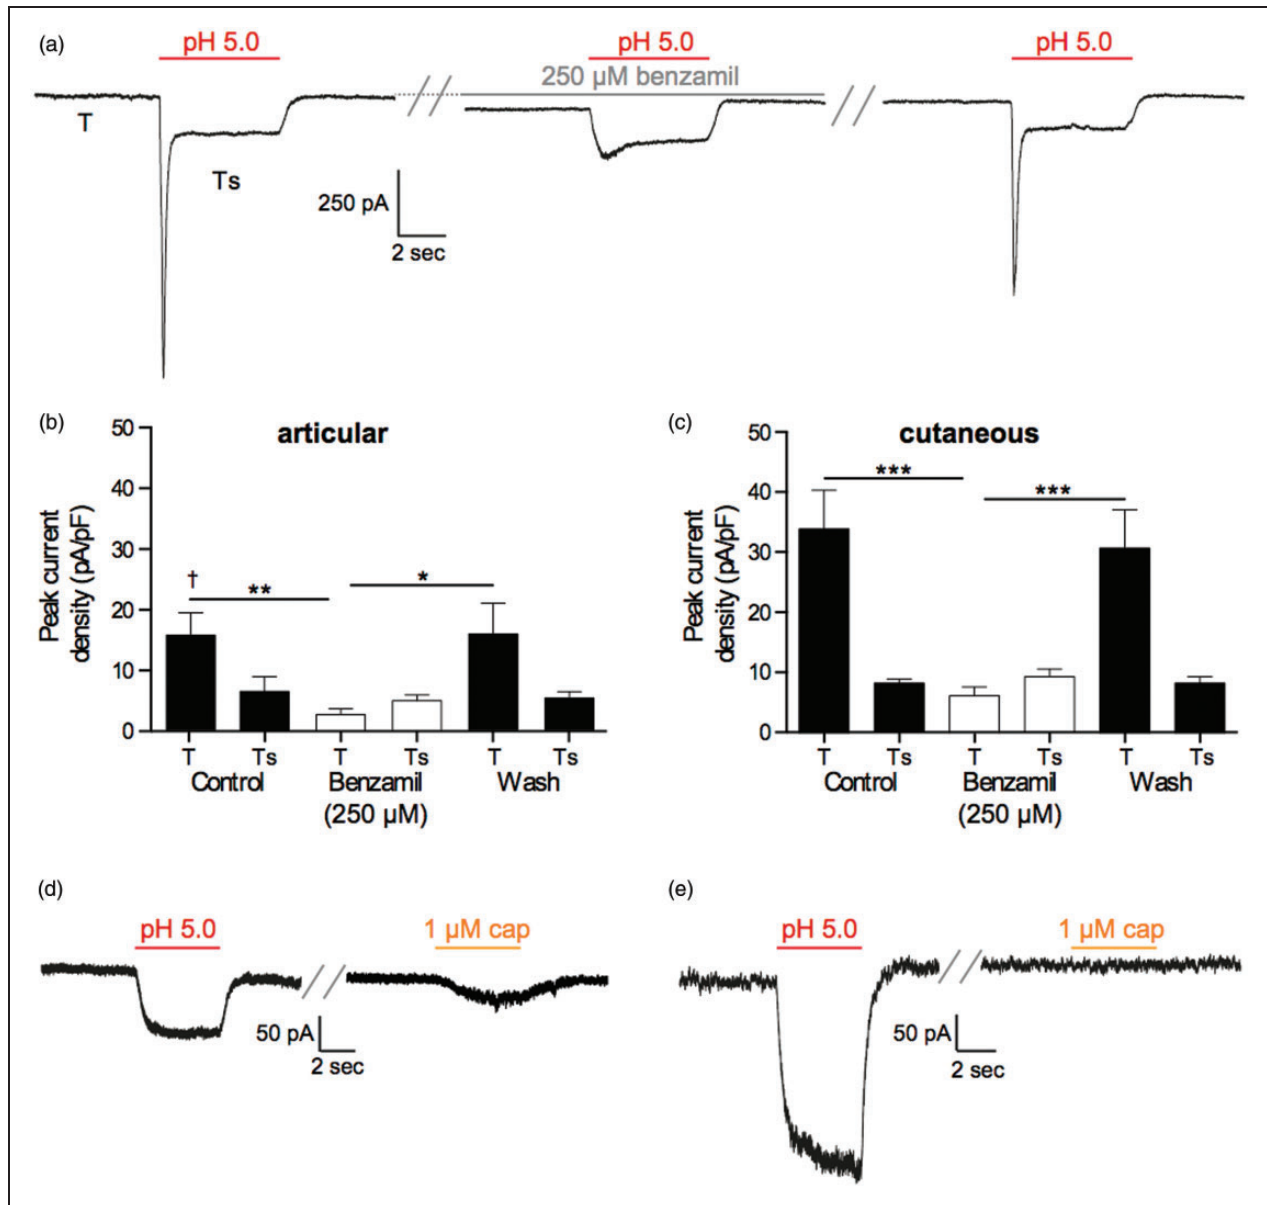 (a)
pH 5.0
pH 5.0
pH 5.0
250 µM benzamil
T
Ts
250 pA
2 sec
(b)
articular
Peak current
density (pA/pF)
50
40
30
20
10
0
†
**
*
T Ts T Ts T Ts
Control Benzamil Wash
(250 µM)
(c)
cutaneous
Peak current
density (pA/pF)
50
40
30
20
10
0
***
***
T Ts T Ts T Ts
Control Benzamil Wash
(250 µM)
(d)
pH 5.0
1 µM cap
50 pA
2 sec
(e)
pH 5.0
1 µM cap
50 pA
2 sec